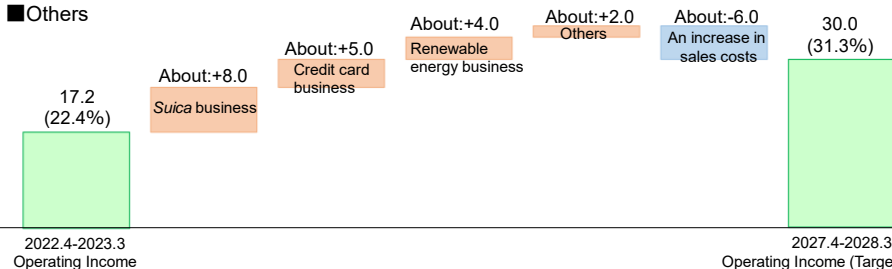 ■Others
17.2
(22.4%)
About:+8.0
Suica business
About:+5.0
Credit card
business
About:+4.0
Renewable
energy business
About:+2.0
Others
About:-6.0
An increase in
sales costs
30.0
(31.3%)
2022.4-2023.3
Operating Income
2027.4-2028.3
Operating Income (Targe